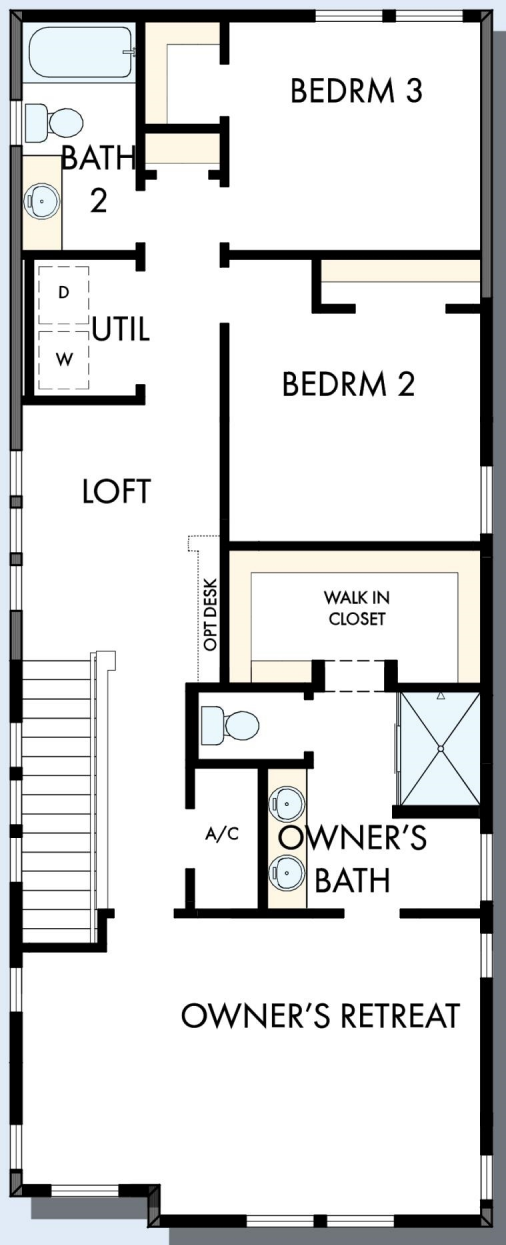 BEDRM 3
BATH
2
D
UTIL
W
BEDRM 2
LOFT
OPT DESK
WALK IN
CLOSET
A/C
OWNER'S
BATH
OWNER'S RETREAT